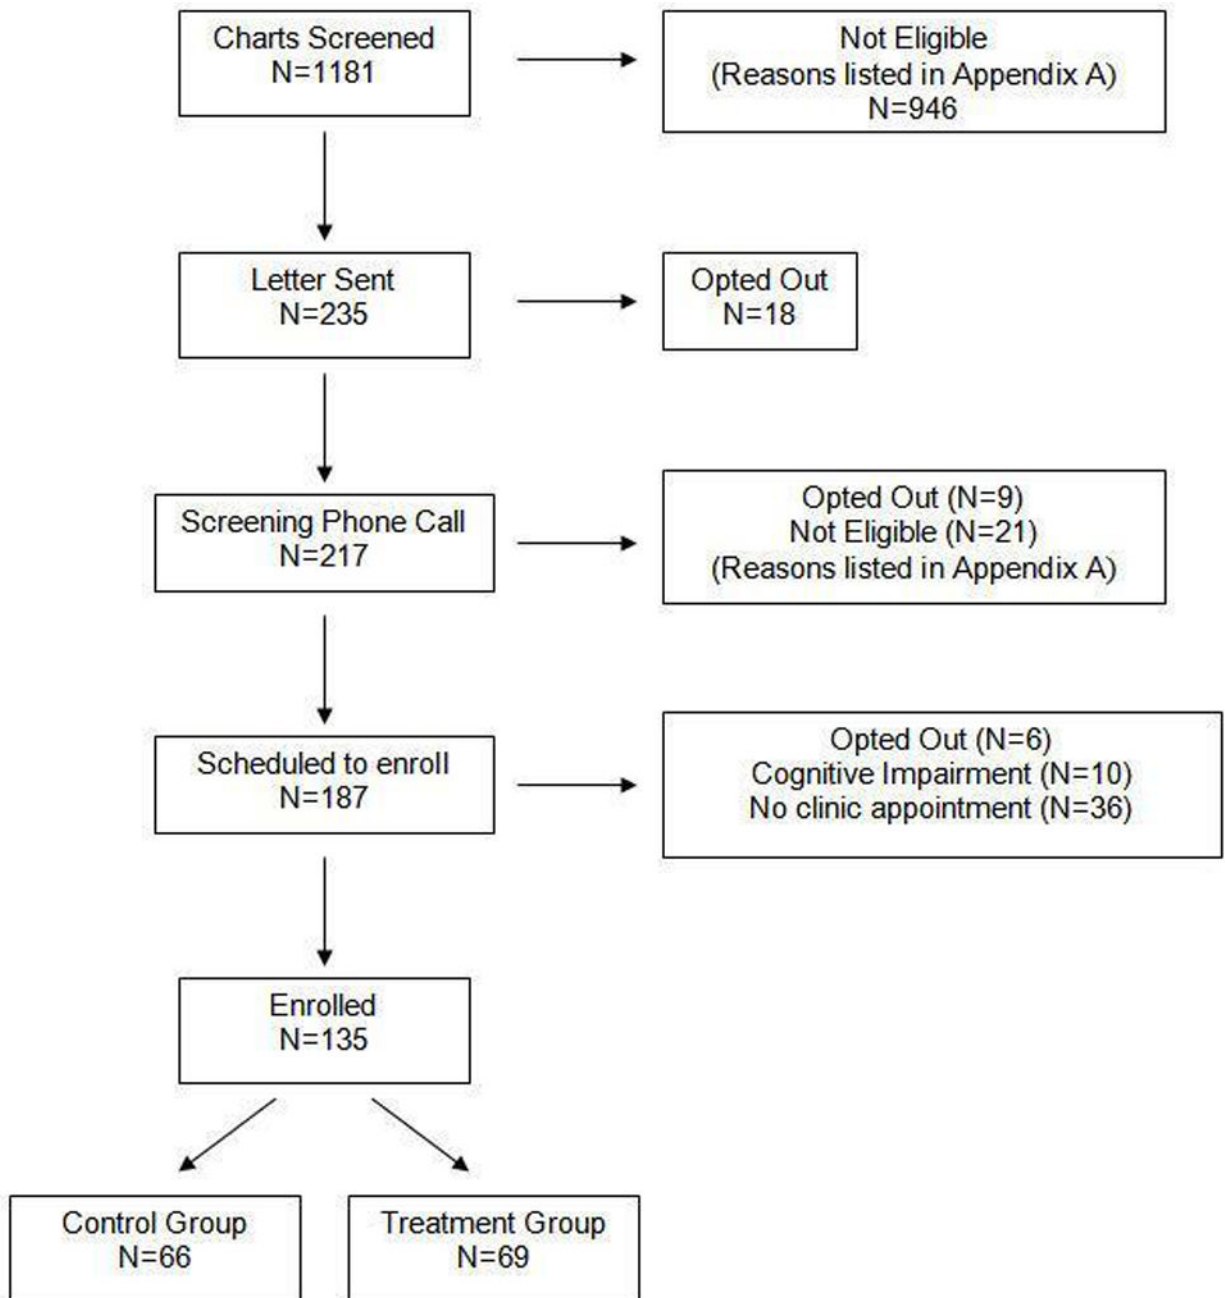 Charts Screened
N=1181
Not Eligible
(Reasons listed in Appendix A)
N=946
Letter Sent
N=235
Opted Out
N=18
Screening Phone Call
N=217
Opted Out (N=9)
Not Eligible (N=21)
(Reasons listed in Appendix A)
Scheduled to enroll
N=187
Opted Out (N=6)
Cognitive Impairment (N=10)
No clinic appointment (N=36)
Enrolled
N=135
Control Group
N=66
Treatment Group
N=69